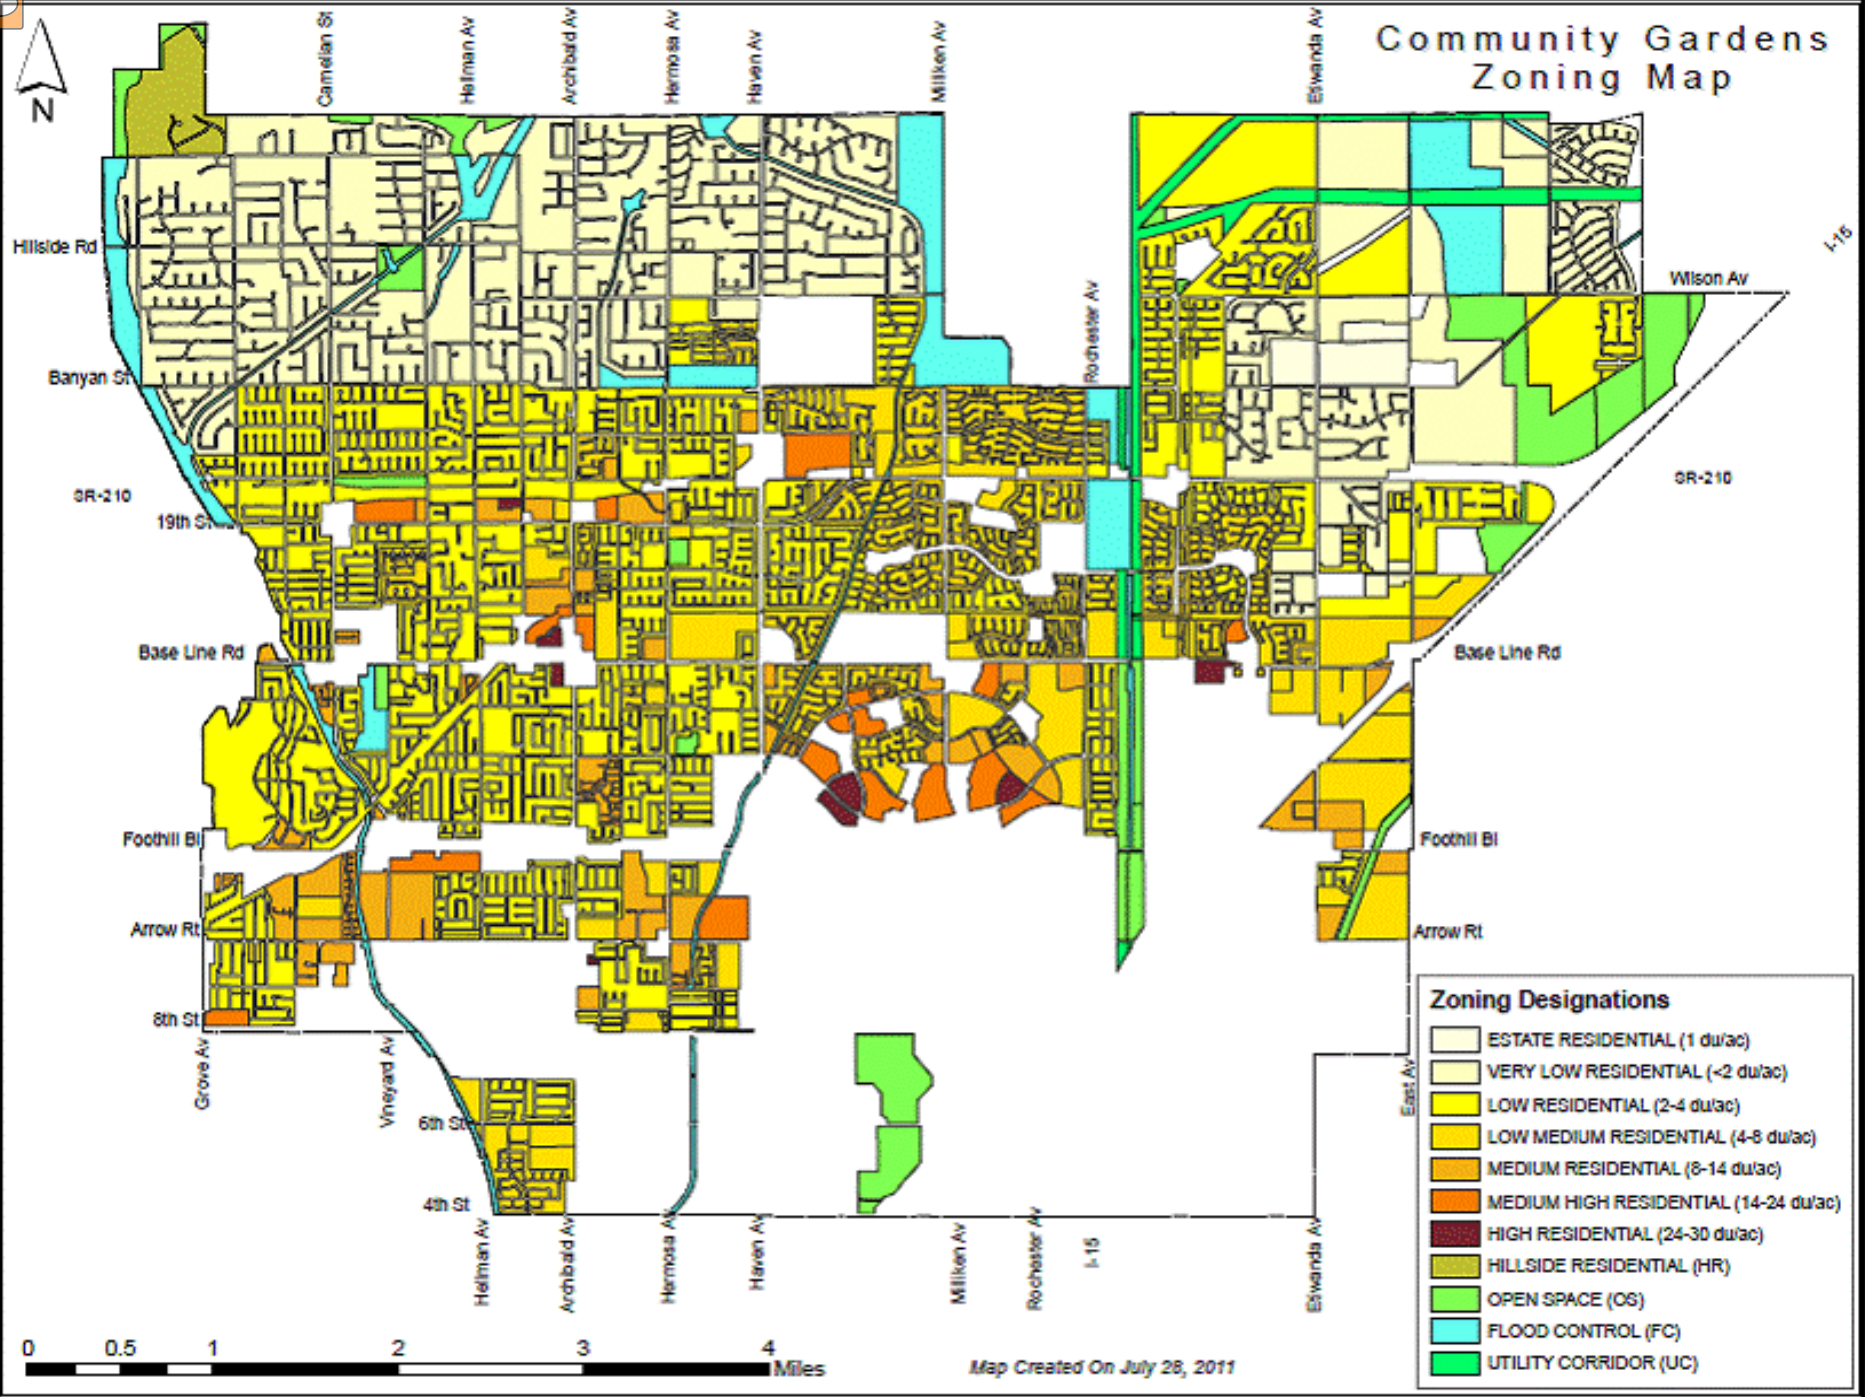 Community Gardens
Zoning Map
N
Carnelian St
Hellman Av
Archibald Av
Hermosa Av
Haven Av
Milliken Av
Etiwanda Av
Hillside Rd
I-15
Wilson Av
Rochester Av
Banyan St
SR-210
SR-210
19th St
Base Line Rd
Base Line Rd
Foothill Bl
Foothill Bl
Arrow Rt
Arrow Rt
8th St
Grove Av
Vineyard Av
East Av
6th St
4th St
Hellman Av
Archibald Av
Hermosa Av
Haven Av
Milliken Av
Rochester Av
I-15
Etiwanda Av
Zoning Designations
ESTATE RESIDENTIAL (1 du/ac)
VERY LOW RESIDENTIAL (<2 du/ac)
LOW RESIDENTIAL (2-4 du/ac)
LOW MEDIUM RESIDENTIAL (4-8 du/ac)
MEDIUM RESIDENTIAL (8-14 du/ac)
MEDIUM HIGH RESIDENTIAL (14-24 du/ac)
HIGH RESIDENTIAL (24-30 du/ac)
HILLSIDE RESIDENTIAL (HR)
OPEN SPACE (OS)
FLOOD CONTROL (FC)
UTILITY CORRIDOR (UC)
0 0.5 1 2 3 4
Miles
Map Created On July 28, 2011